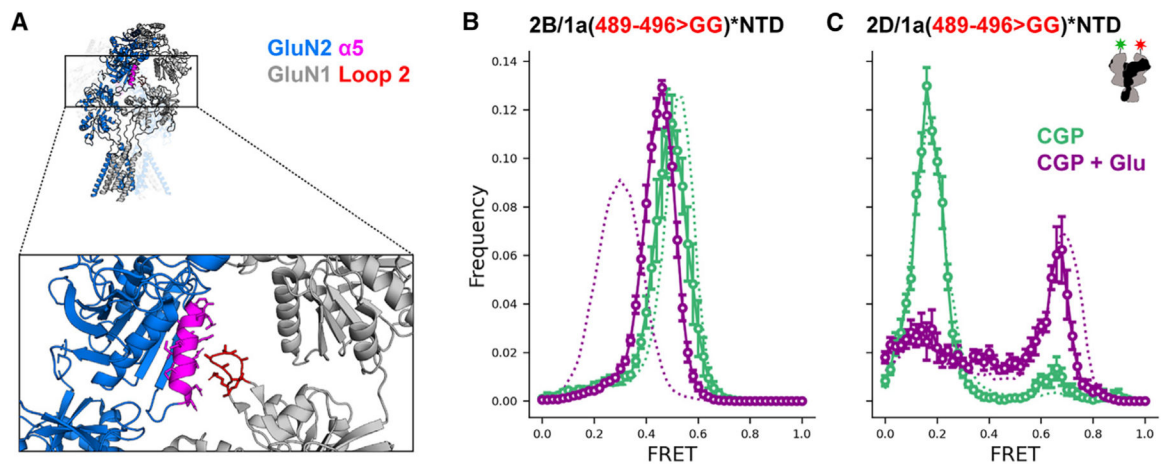 A
GluN2 α5
GluN1 Loop 2
B
2B/1a(489-496>GG)*NTD
Frequency
0.14
0.12
0.10
0.08
0.06
0.04
0.02
0.00
0.0 0.2 0.4 0.6 0.8 1.0
FRET
C
2D/1a(489-496>GG)*NTD
CGP
CGP + Glu
0.0 0.2 0.4 0.6 0.8 1.0
FRET